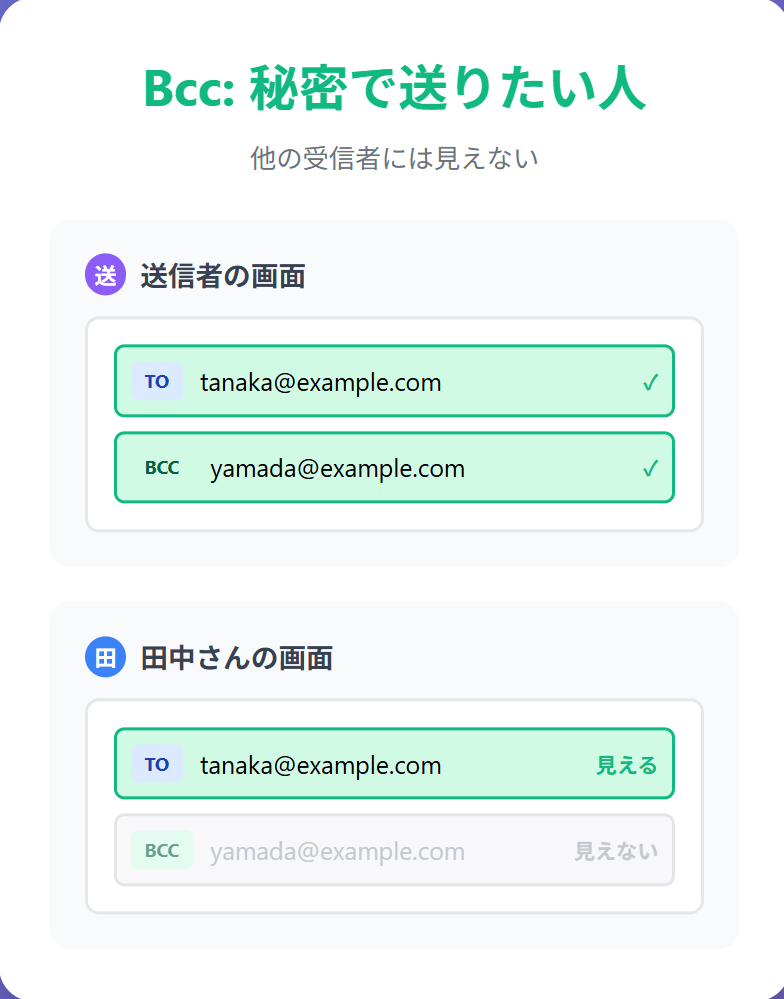 Bcc: 秘密で送りたい人
他の受信者には見えない
送 送信者の画面
TO tanaka@example.com ✓
BCC yamada@example.com ✓
田 田中さんの画面
TO tanaka@example.com 見える
BCC yamada@example.com 見えない